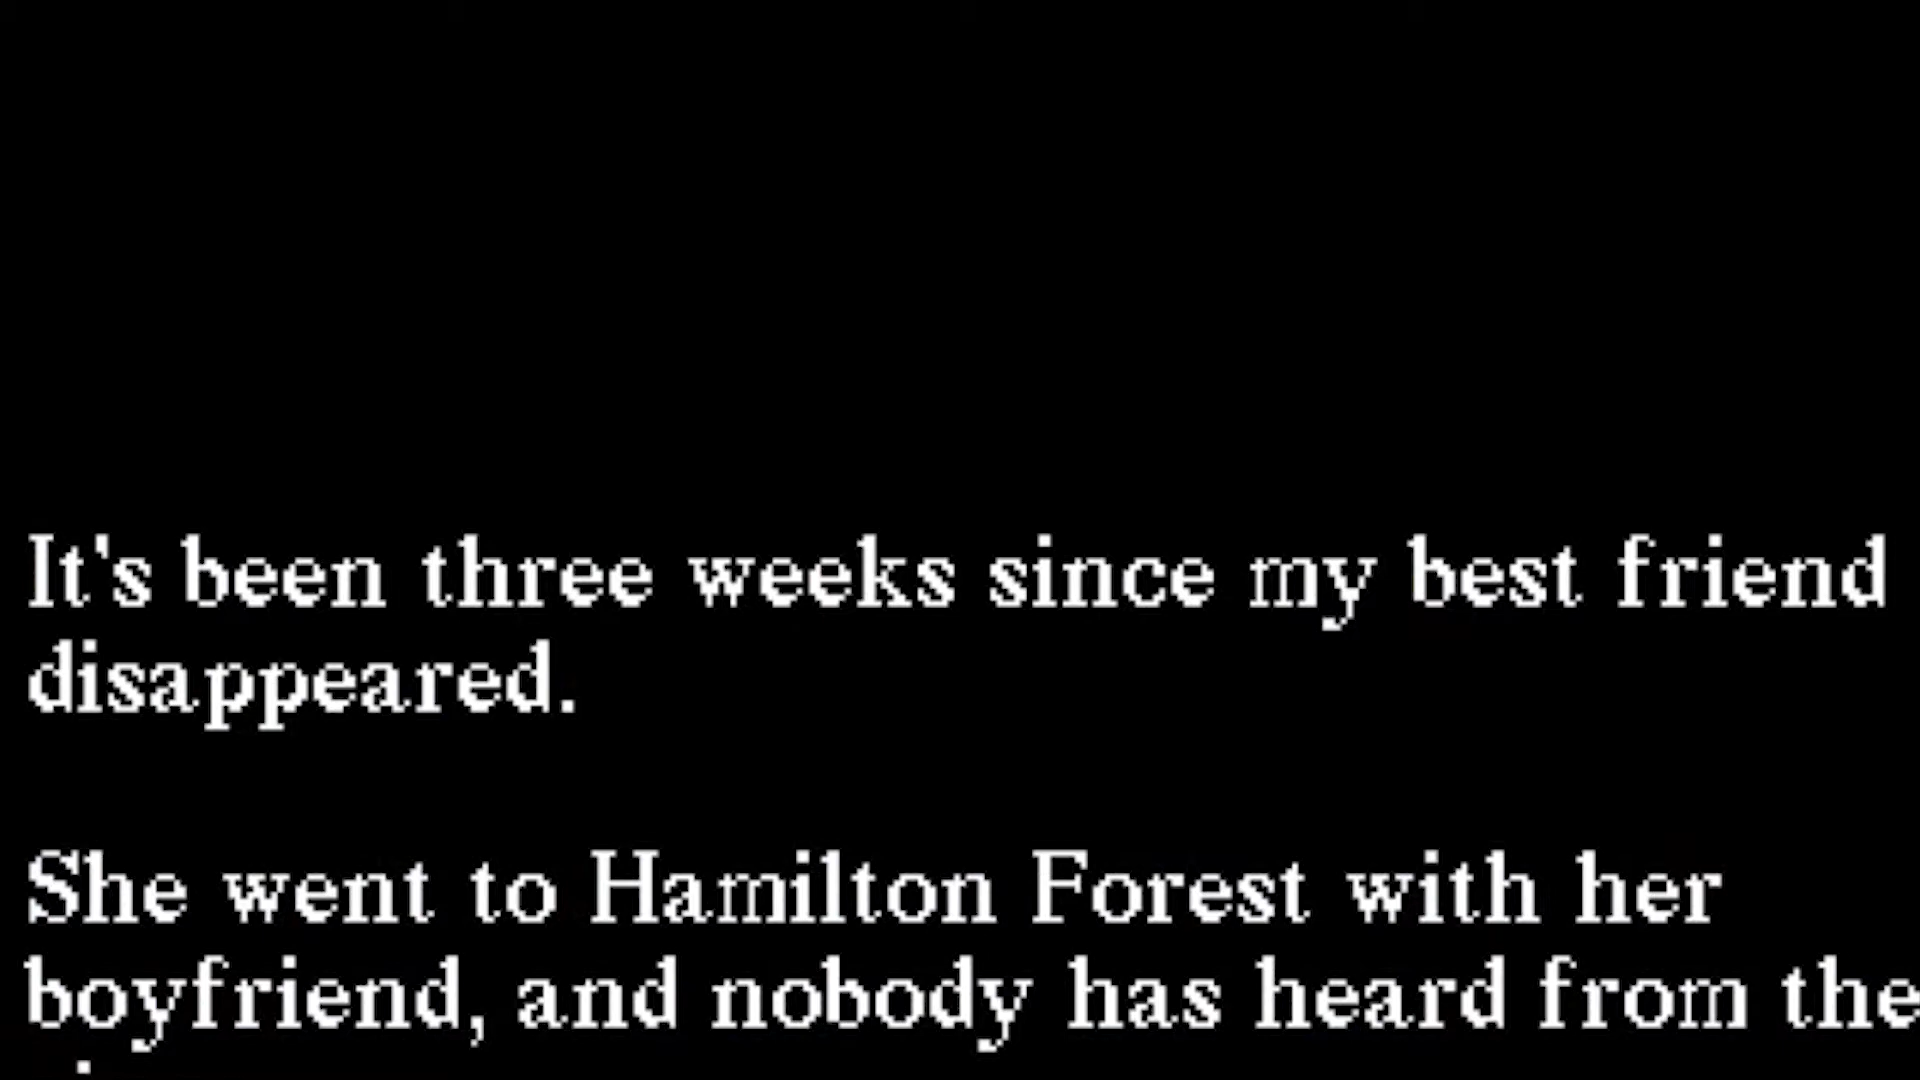 It's been three weeks since my best friend
disappeared.
She went to Hamilton Forest with her
boyfriend, and nobody has heard from the